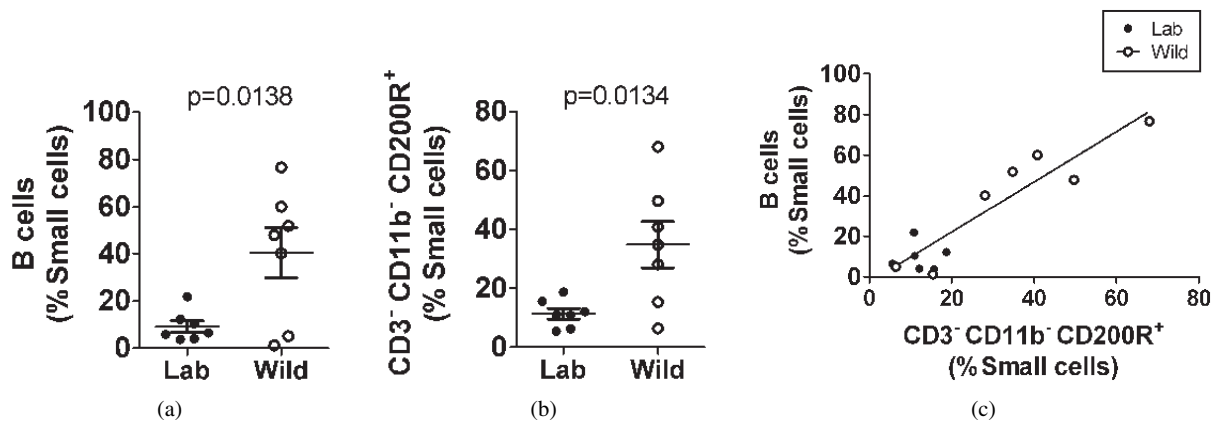 p=0.0138
100
80
60
40
20
0
B cells
(% Small cells)
Lab Wild
(a)
p=0.0134
80
60
40
20
0
CD3⁻ CD11b⁻ CD200R⁺
(% Small cells)
Lab Wild
(b)
Lab
Wild
100
80
60
40
20
0
B cells
(% Small cells)
0 20 40 60 80
CD3⁻ CD11b⁻ CD200R⁺
(% Small cells)
(c)